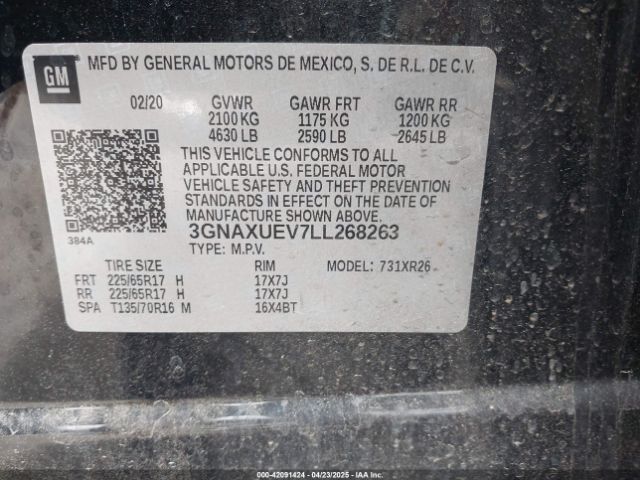 GM
MFD BY GENERAL MOTORS DE MEXICO, S. DE R.L. DE C.V.
02/20 GVWR GAWR FRT GAWR RR
2100 KG 1175 KG 1200 KG
4630 LB 2590 LB 2645 LB
THIS VEHICLE CONFORMS TO ALL
APPLICABLE U.S. FEDERAL MOTOR
VEHICLE SAFETY AND THEFT PREVENTION
STANDARDS IN EFFECT ON THE DATE OF
MANUFACTURE SHOWN ABOVE.
384A
3GNAXUEV7LL268263
TYPE: M.P.V.
TIRE SIZE RIM MODEL: 731XR26
FRT 225/65R17 H 17X7J
RR 225/65R17 H 17X7J
SPA T135/70R16 M 16X4BT
000-42091424 | 04/23/2025 | IAAI, INC. | COPYRIGHT